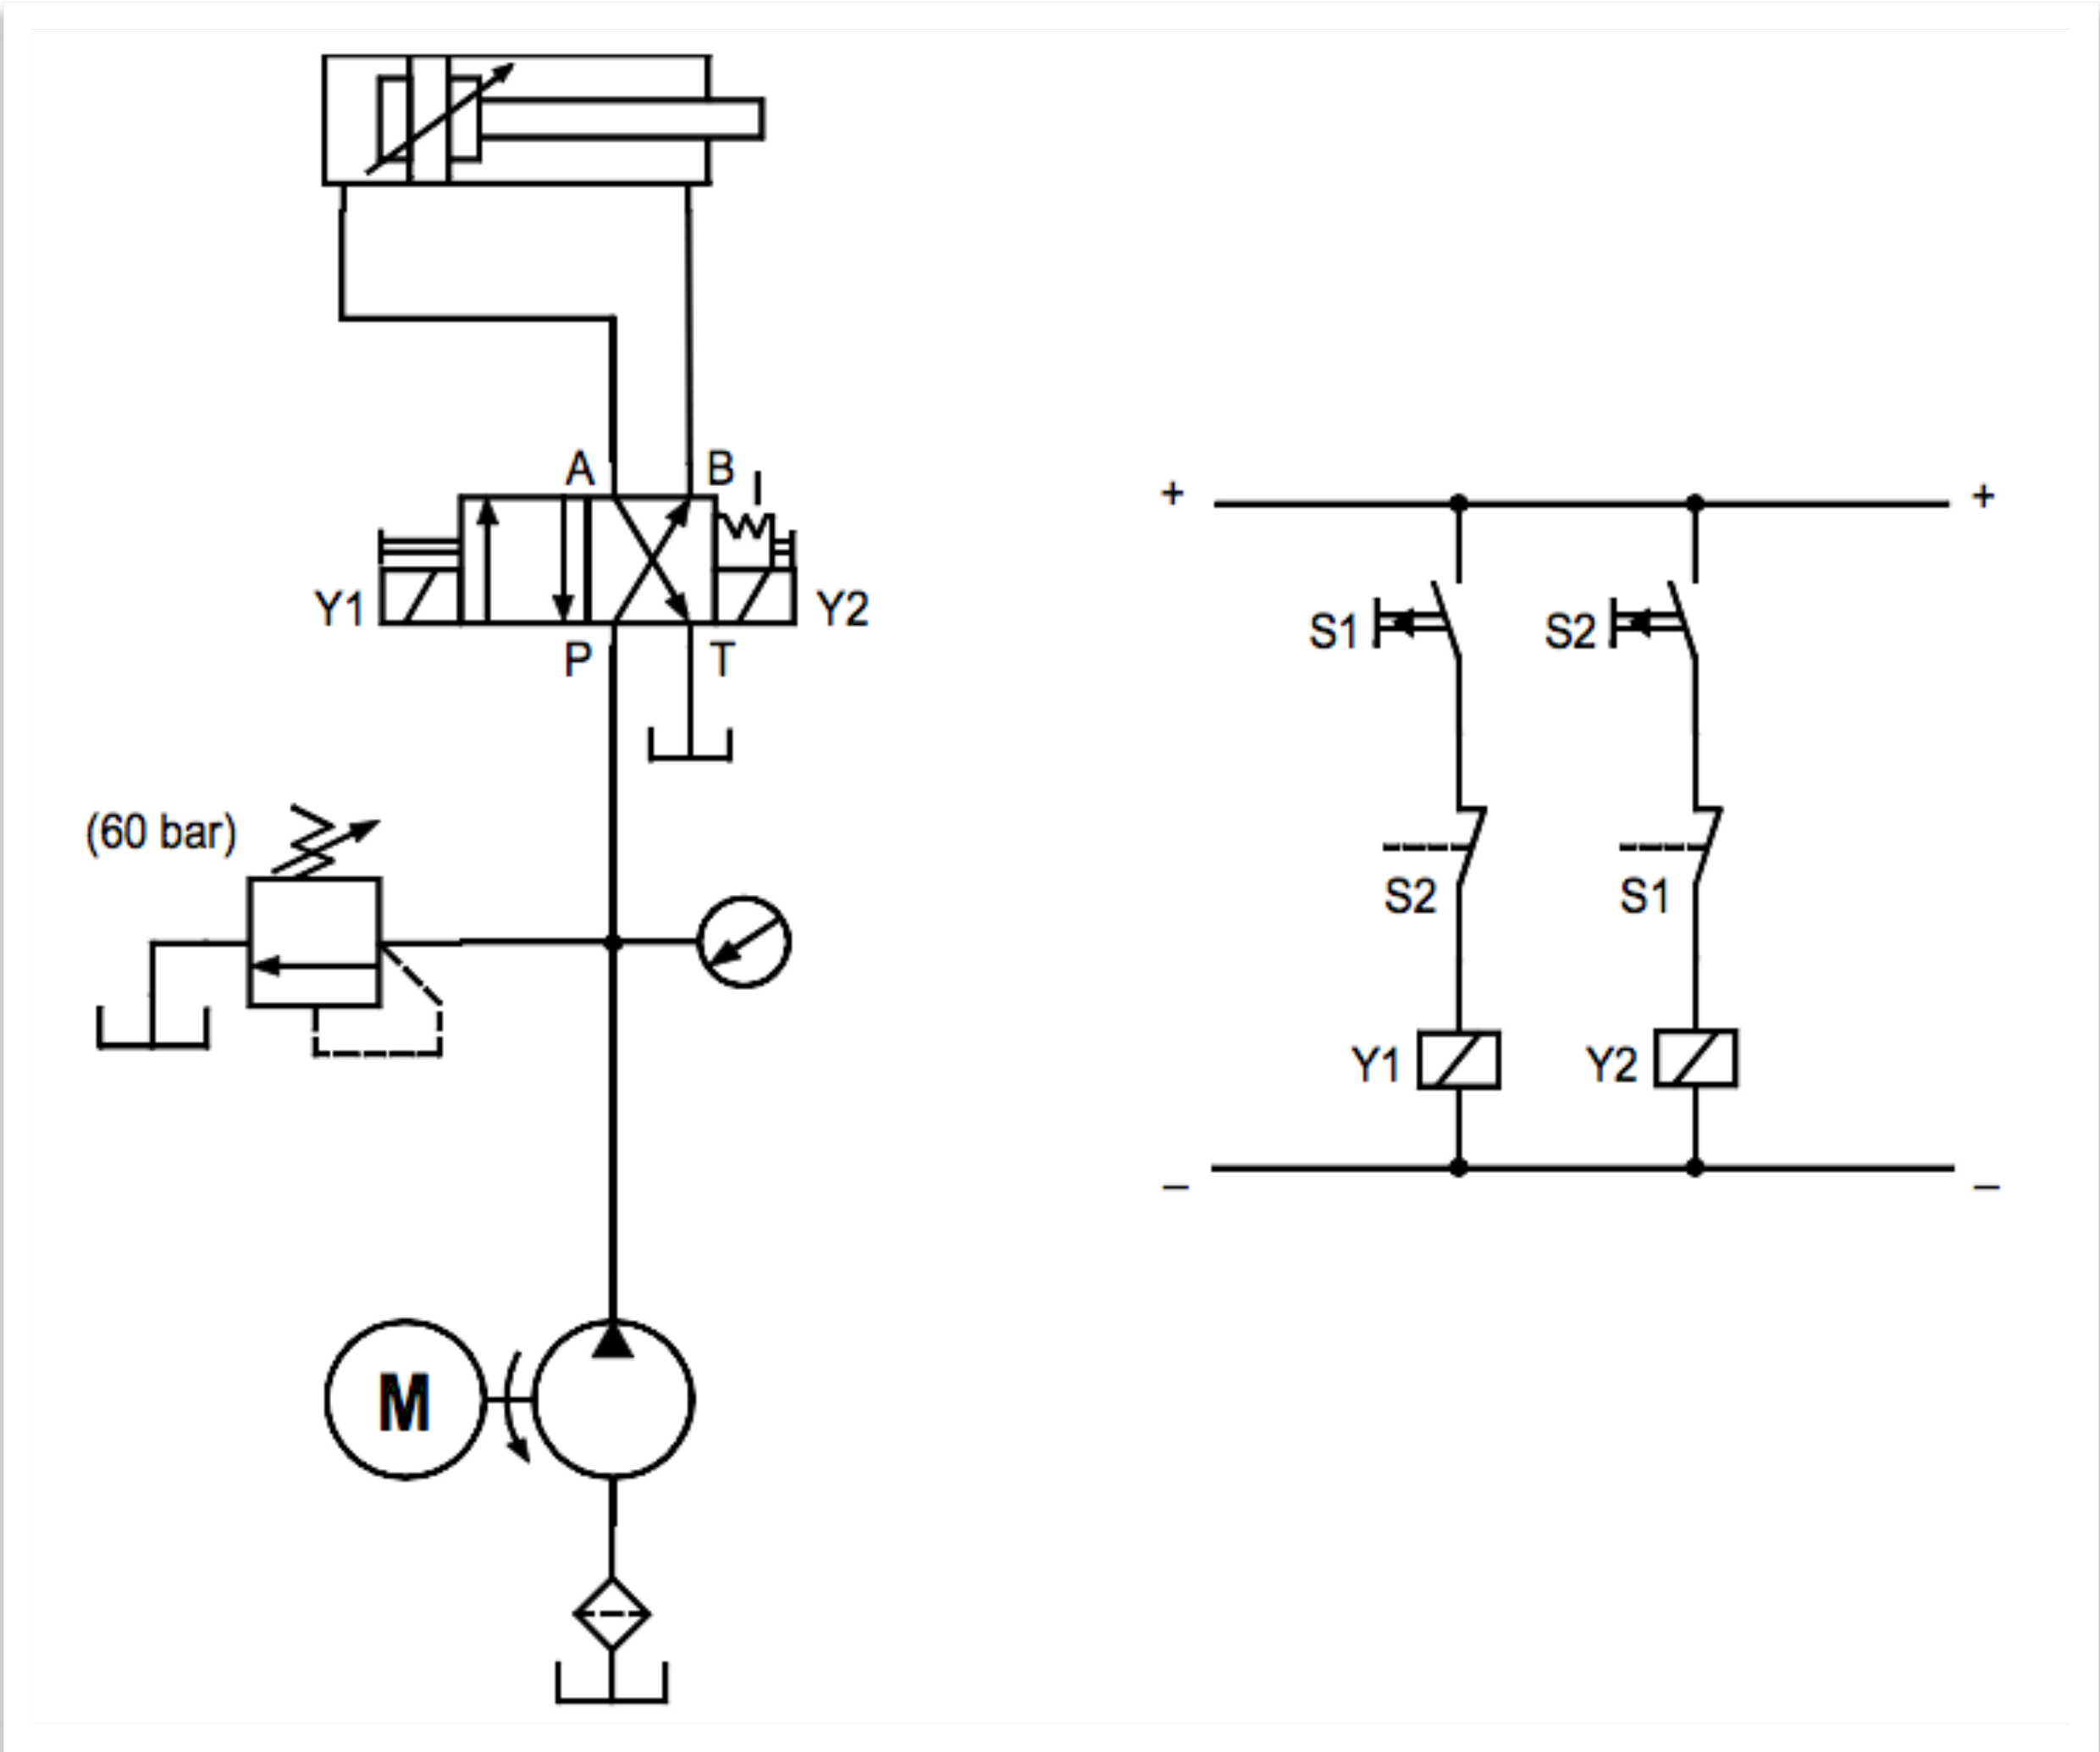 A B
Y1 Y2
P T
(60 bar)
M
+ +
S1 S2
S2 S1
Y1 Y2
– –